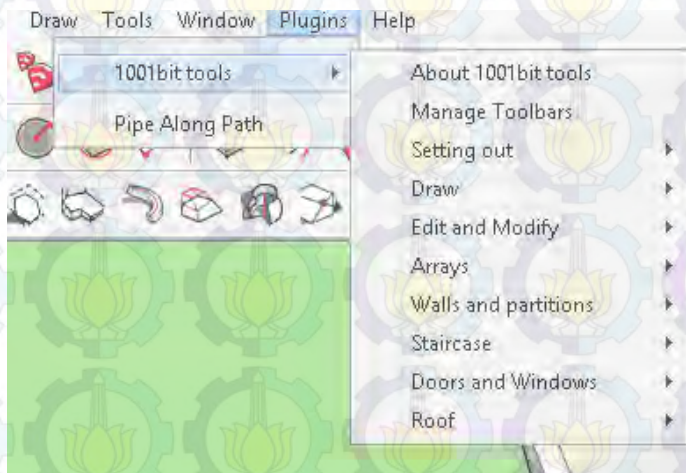 Draw Tools Window Plugins Help
1001bit tools
Pipe Along Path
About 1001bit tools
Manage Toolbars
Setting out
Draw
Edit and Modify
Arrays
Walls and partitions
Staircase
Doors and Windows
Roof